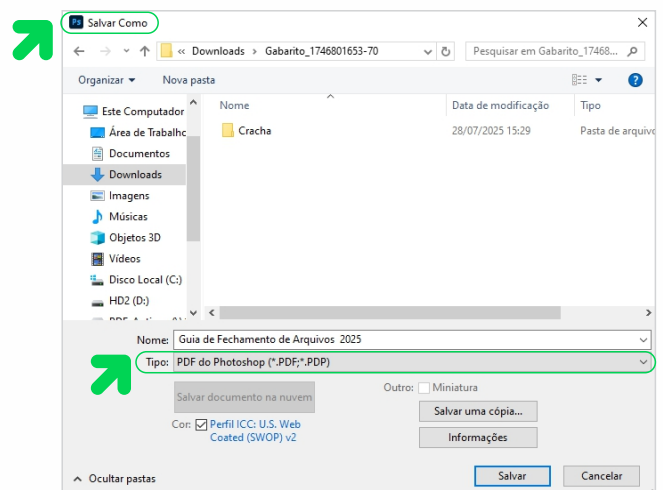 Ps Salvar Como
« Downloads > Gabarito_1746801653-70
Pesquisar em Gabarito_17468...
Organizar
Nova pasta
?
Este Computador
Nome
Data de modificação
Tipo
Área de Trabalho
Cracha
28/07/2025 15:29
Pasta de arquivo
Documentos
Downloads
Imagens
Músicas
Objetos 3D
Vídeos
Disco Local (C:)
HD2 (D:)
Nome: Guia de Fechamento de Arquivos 2025
Tipo: PDF do Photoshop (*.PDF;*.PDP)
Salvar documento na nuvem
Outro: Miniatura
Salvar uma cópia...
Cor: Perfil ICC: U.S. Web
Coated (SWOP) v2
Informações
Ocultar pastas
Salvar
Cancelar